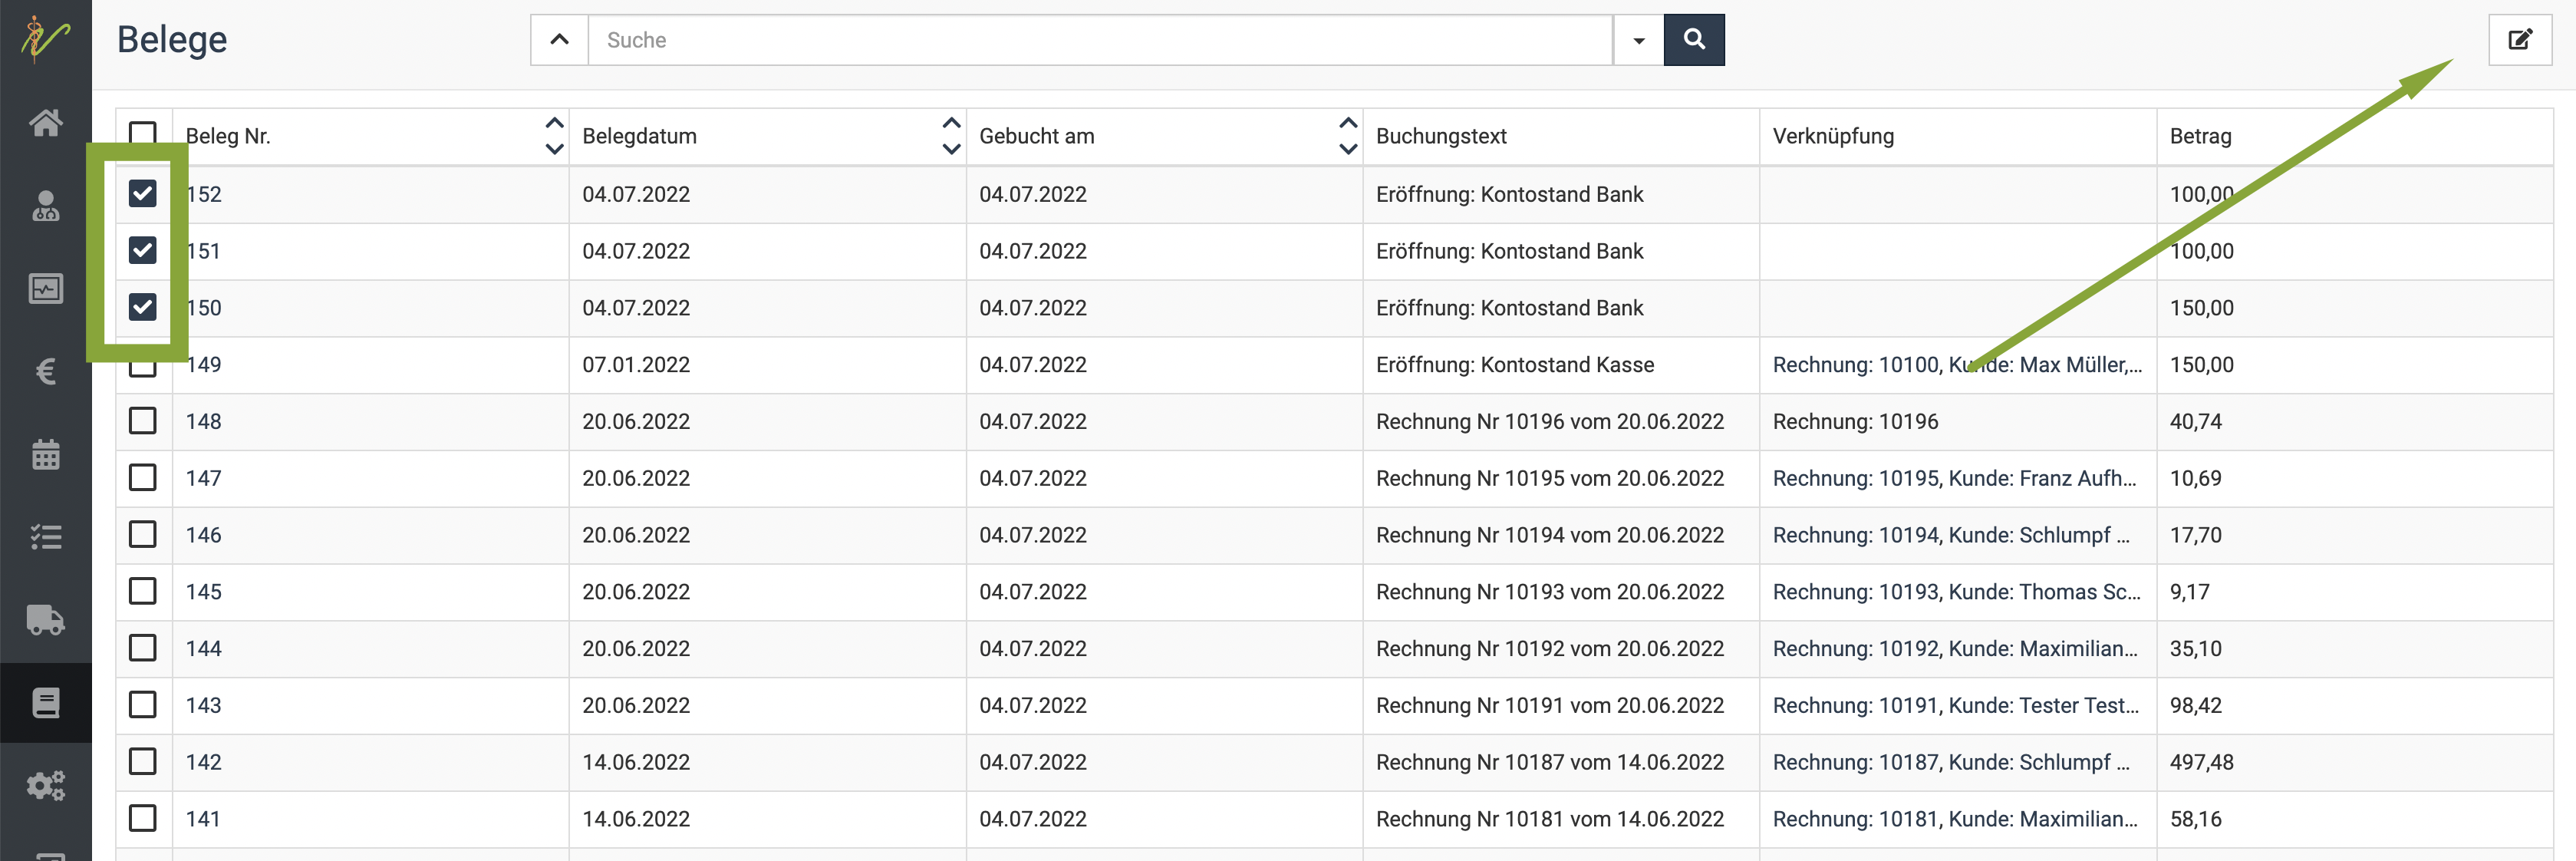 Belege
Suche
Beleg Nr. Belegdatum Gebucht am Buchungstext Verknüpfung Betrag
152 04.07.2022 04.07.2022 Eröffnung: Kontostand Bank 100,00
151 04.07.2022 04.07.2022 Eröffnung: Kontostand Bank 100,00
150 04.07.2022 04.07.2022 Eröffnung: Kontostand Bank 150,00
149 07.01.2022 04.07.2022 Eröffnung: Kontostand Kasse Rechnung: 10100, Kunde: Max Müller,... 150,00
148 20.06.2022 04.07.2022 Rechnung Nr 10196 vom 20.06.2022 Rechnung: 10196 40,74
147 20.06.2022 04.07.2022 Rechnung Nr 10195 vom 20.06.2022 Rechnung: 10195, Kunde: Franz Aufh... 10,69
146 20.06.2022 04.07.2022 Rechnung Nr 10194 vom 20.06.2022 Rechnung: 10194, Kunde: Schlumpf ... 17,70
145 20.06.2022 04.07.2022 Rechnung Nr 10193 vom 20.06.2022 Rechnung: 10193, Kunde: Thomas Sc... 9,17
144 20.06.2022 04.07.2022 Rechnung Nr 10192 vom 20.06.2022 Rechnung: 10192, Kunde: Maximilian... 35,10
143 20.06.2022 04.07.2022 Rechnung Nr 10191 vom 20.06.2022 Rechnung: 10191, Kunde: Tester Test... 98,42
142 14.06.2022 04.07.2022 Rechnung Nr 10187 vom 14.06.2022 Rechnung: 10187, Kunde: Schlumpf ... 497,48
141 14.06.2022 04.07.2022 Rechnung Nr 10181 vom 14.06.2022 Rechnung: 10181, Kunde: Maximilian... 58,16